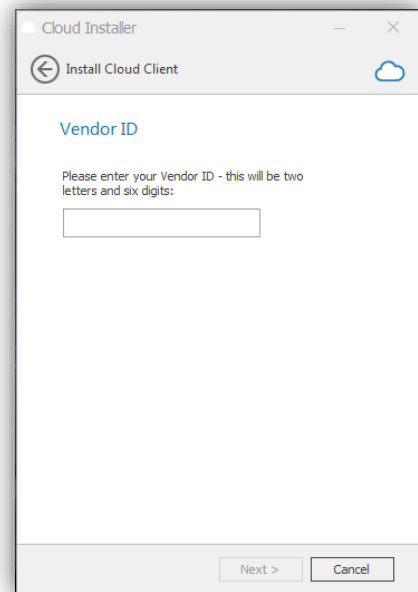 Cloud Installer
Install Cloud Client
Vendor ID
Please enter your Vendor ID - this will be two
letters and six digits:
Next >
Cancel